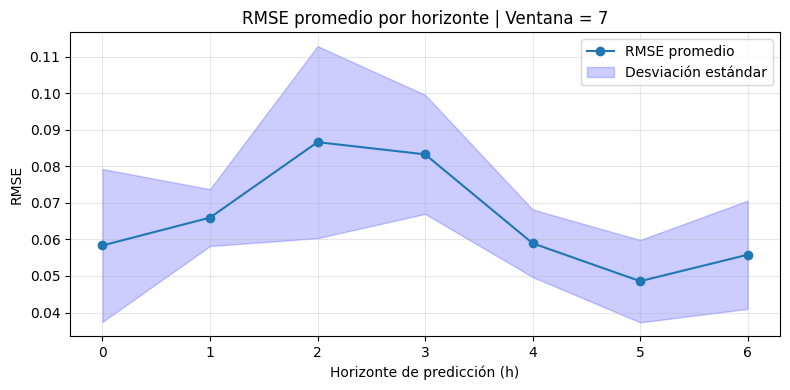 RMSE promedio por horizonte | Ventana = 7
RMSE promedio
Desviación estándar
RMSE
0.11
0.10
0.09
0.08
0.07
0.06
0.05
0.04
0 1 2 3 4 5 6
Horizonte de predicción (h)